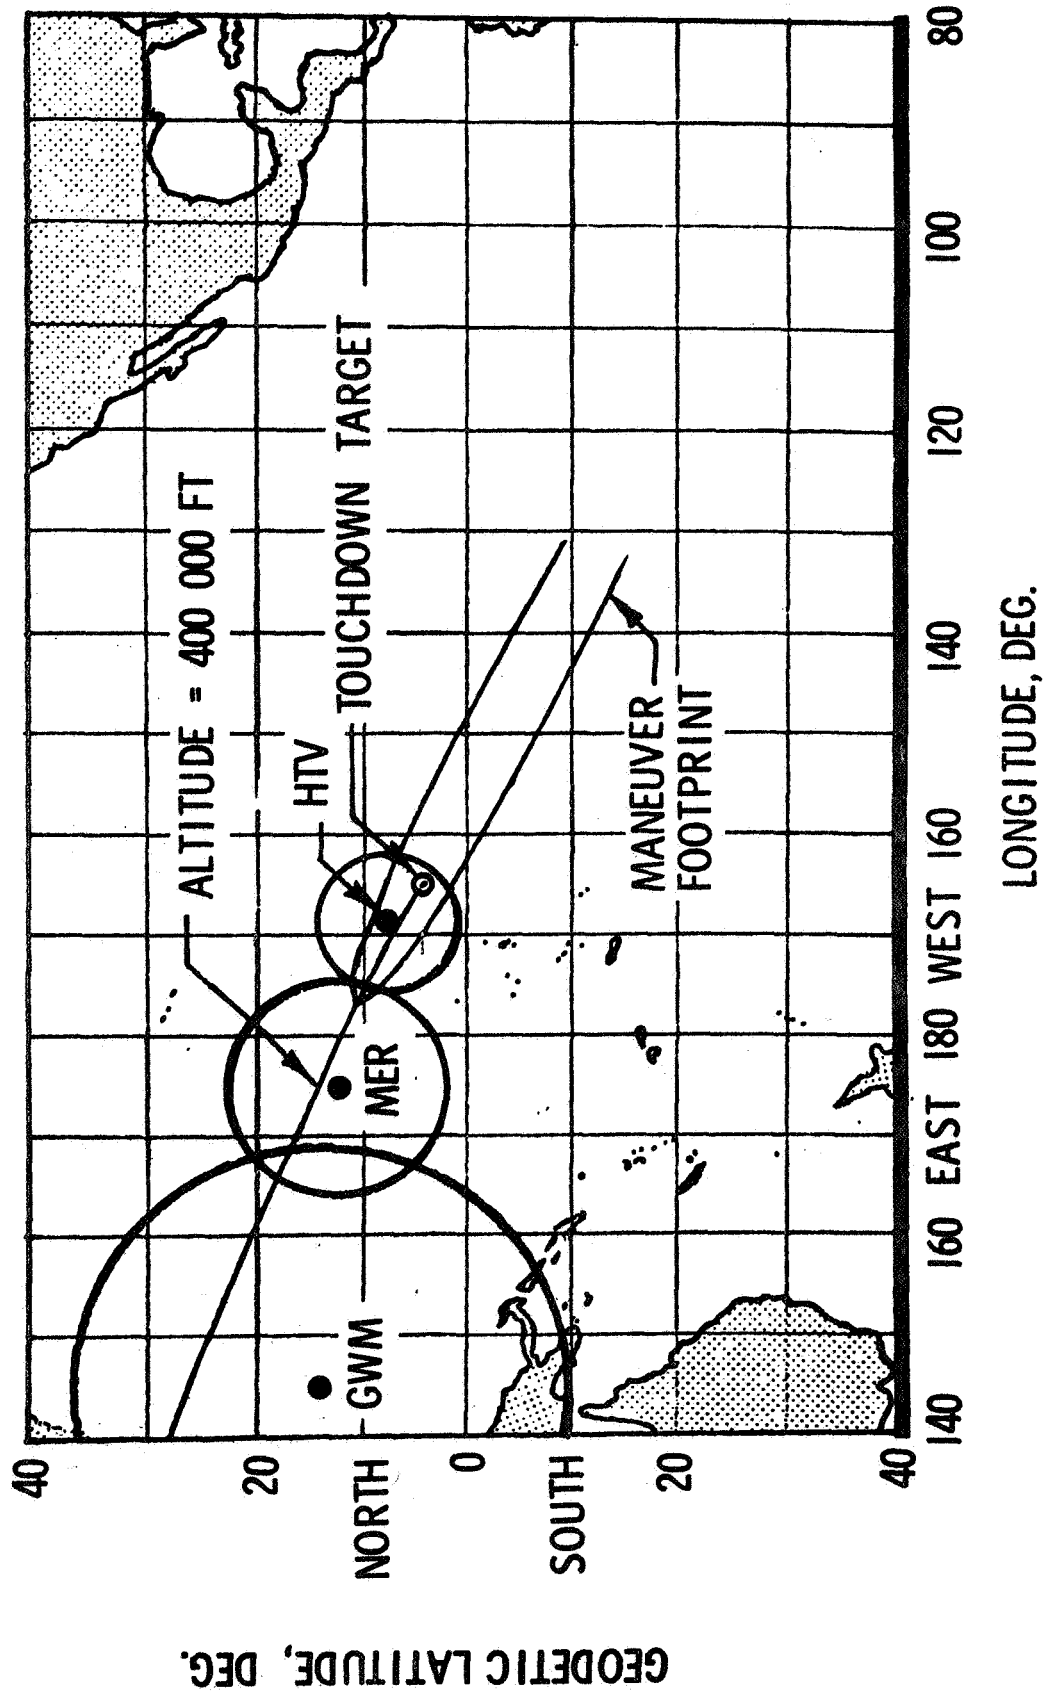 GEODETIC LATITUDE, DEG.
40
20
NORTH
0
SOUTH
20
40
ALTITUDE = 400 000 FT
HTV
TOUCHDOWN TARGET
MER
GWM
MANEUVER
FOOTPRINT
140 160 EAST 180 WEST 160 140 120 100 80
LONGITUDE, DEG.